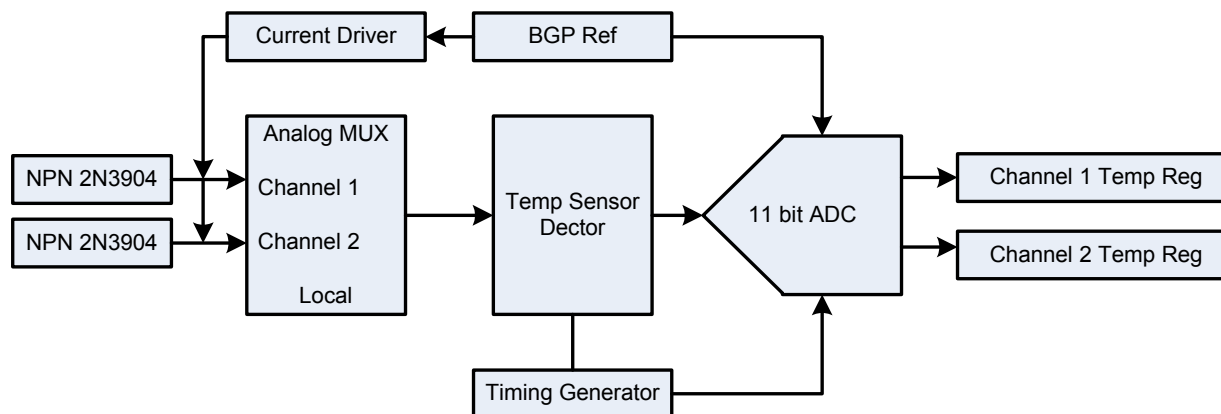 Current Driver
BGP Ref
Analog MUX
NPN 2N3904
Channel 1
NPN 2N3904
Channel 2
Local
Temp Sensor
Dector
11 bit ADC
Channel 1 Temp Reg
Channel 2 Temp Reg
Timing Generator